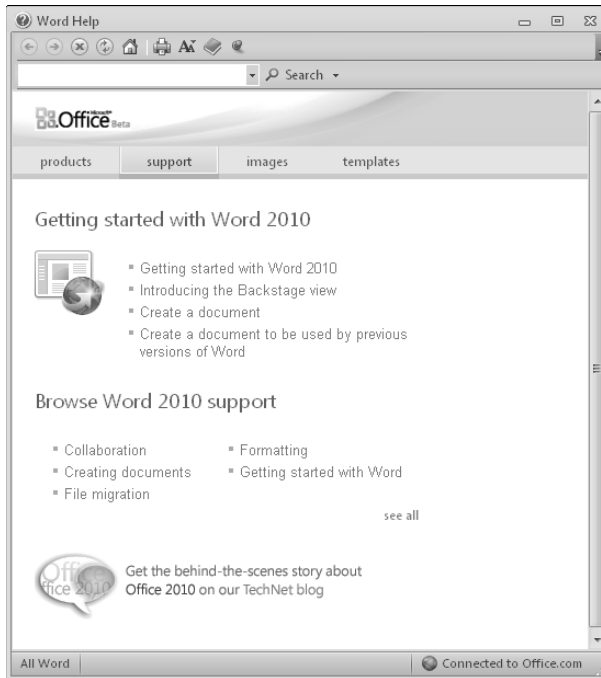 Word Help
Search
Microsoft®
Office Beta
products support images templates
Getting started with Word 2010
Getting started with Word 2010
Introducing the Backstage view
Create a document
Create a document to be used by previous
versions of Word
Browse Word 2010 support
Collaboration
Formatting
Creating documents
Getting started with Word
File migration
see all
Office
ffice 2010
Get the behind-the-scenes story about
Office 2010 on our TechNet blog
All Word
Connected to Office.com